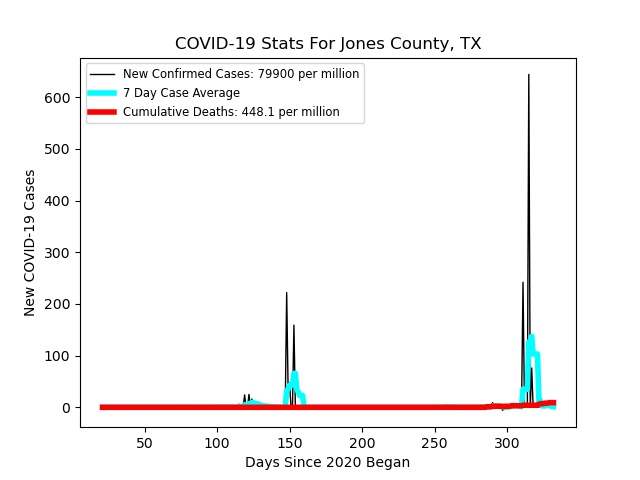 COVID-19 Stats For Jones County, TX
New Confirmed Cases: 79900 per million
7 Day Case Average
Cumulative Deaths: 448.1 per million
New COVID-19 Cases
600
500
400
300
200
100
0
50
100
150
200
250
300
Days Since 2020 Began